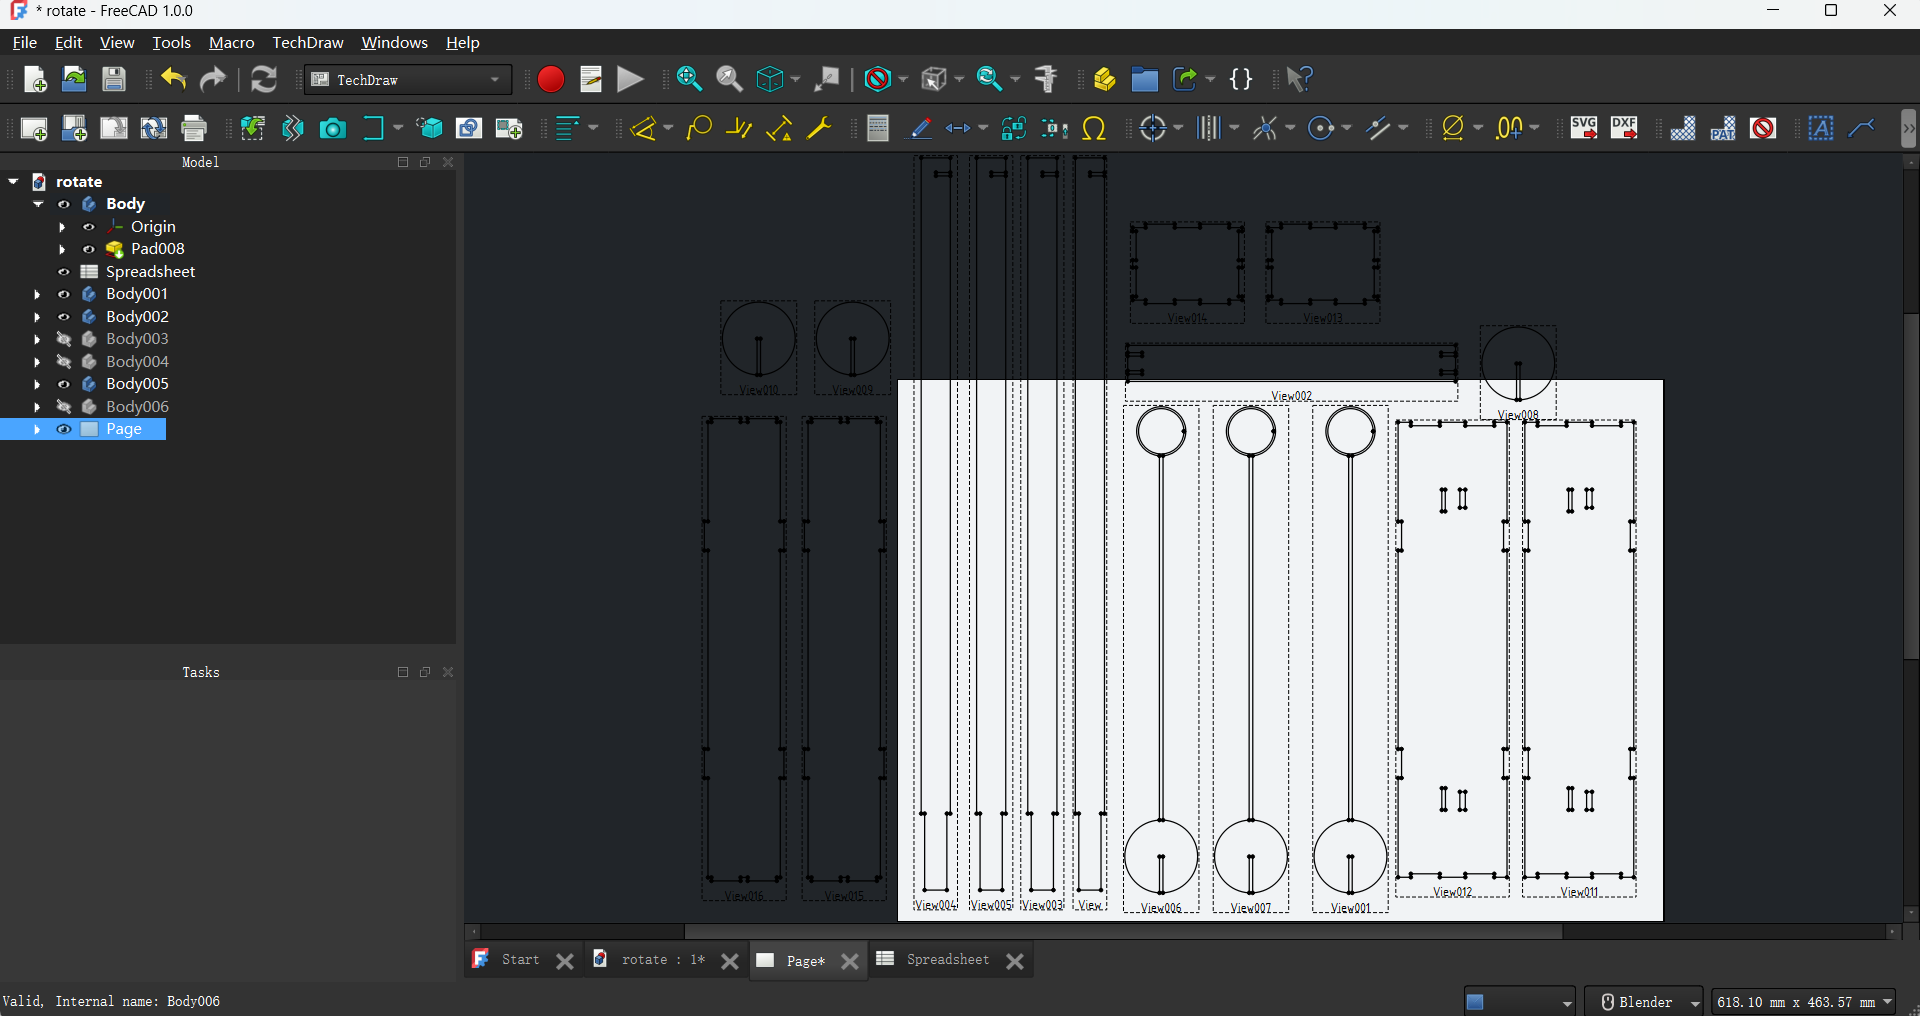 * rotate - FreeCAD 1.0.0
File Edit View Tools Macro TechDraw Windows Help
TechDraw
SVG DXF PAT
Model
rotate
Body
Origin
Pad008
Spreadsheet
Body001
Body002
Body003
Body004
Body005
Body006
Page
Tasks
View014 View013
View010 View009
View002
View008
View016 View015
View004 View005 View003 View View006 View007 View001 View012 View011
Start rotate : 1* Page* Spreadsheet
Valid, Internal name: Body006
Blender 618.10 mm x 463.57 mm